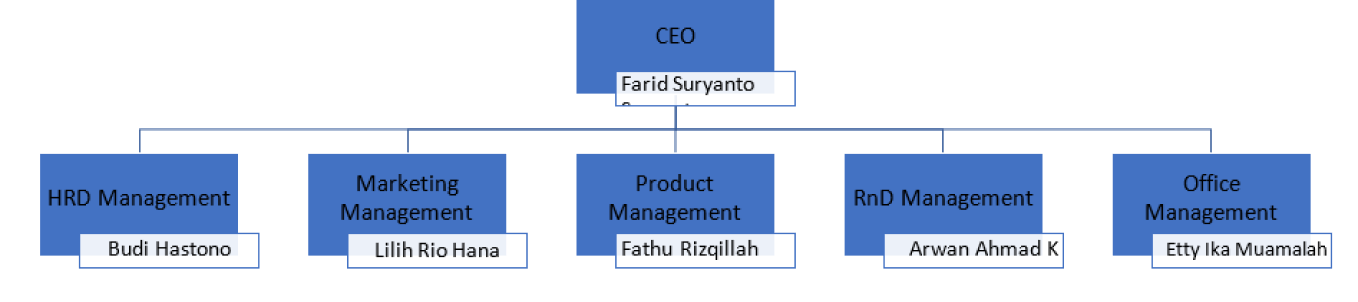 CEO
Farid Suryanto
HRD Management
Budi Hastono
Marketing
Management
Lilih Rio Hana
Product
Management
Fathu Rizqillah
RnD Management
Arwan Ahmad K
Office
Management
Etty Ika Muamalah